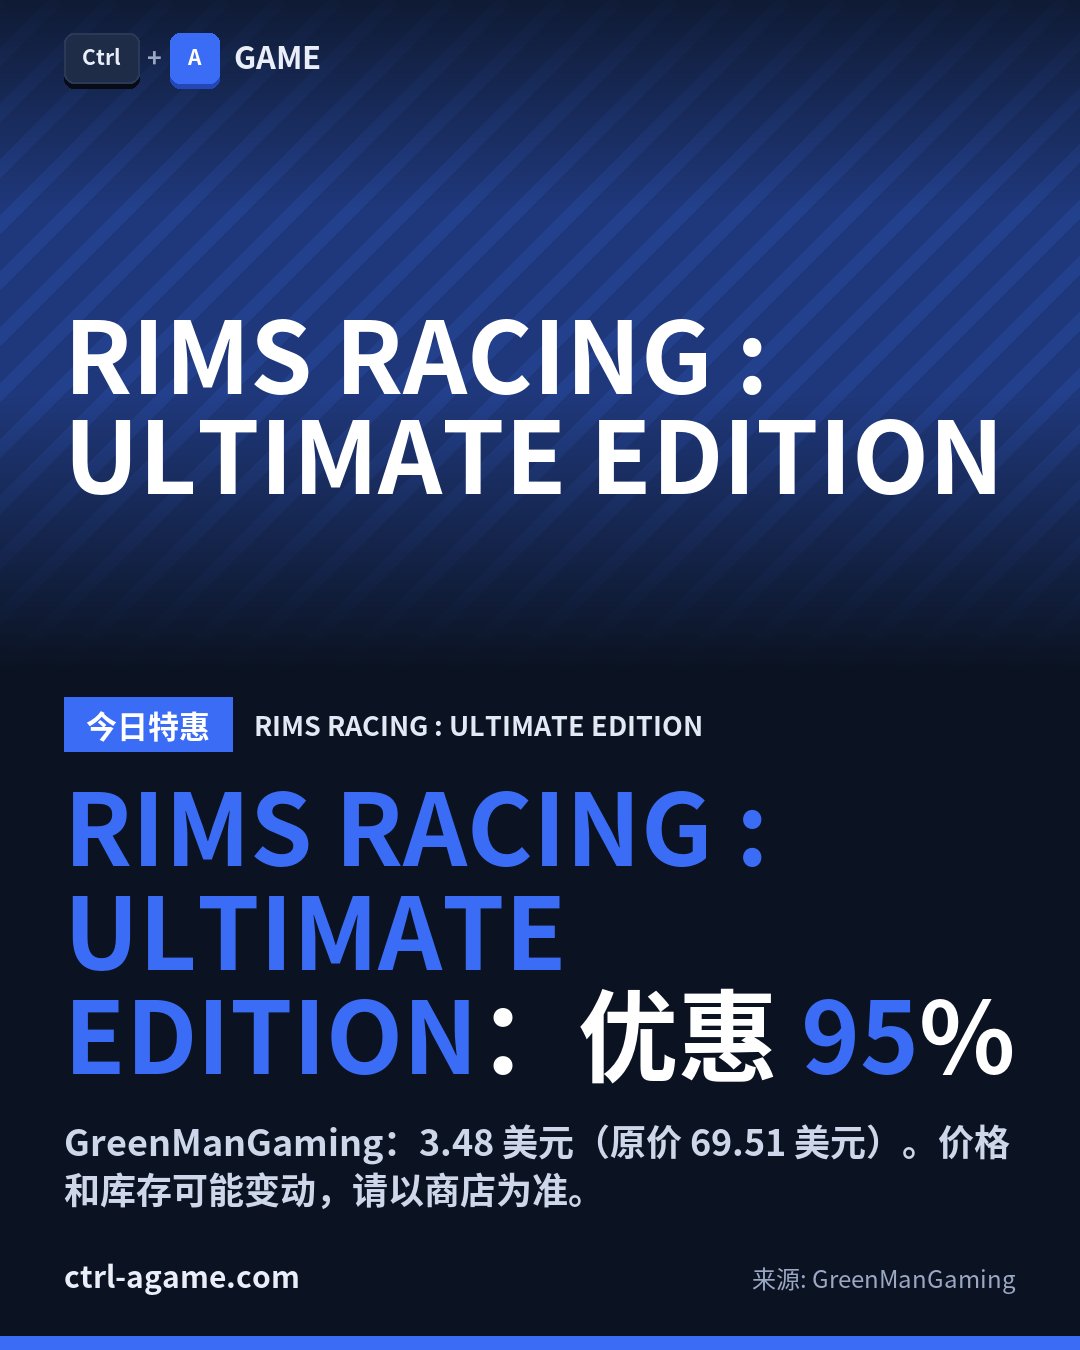 Ctrl + A GAME
RIMS RACING :
ULTIMATE EDITION
今日特惠 RIMS RACING : ULTIMATE EDITION
RIMS RACING :
ULTIMATE
EDITION：优惠 95%
GreenManGaming：3.48 美元（原价 69.51 美元）。价格
和库存可能变动，请以商店为准。
ctrl-agame.com 来源: GreenManGaming